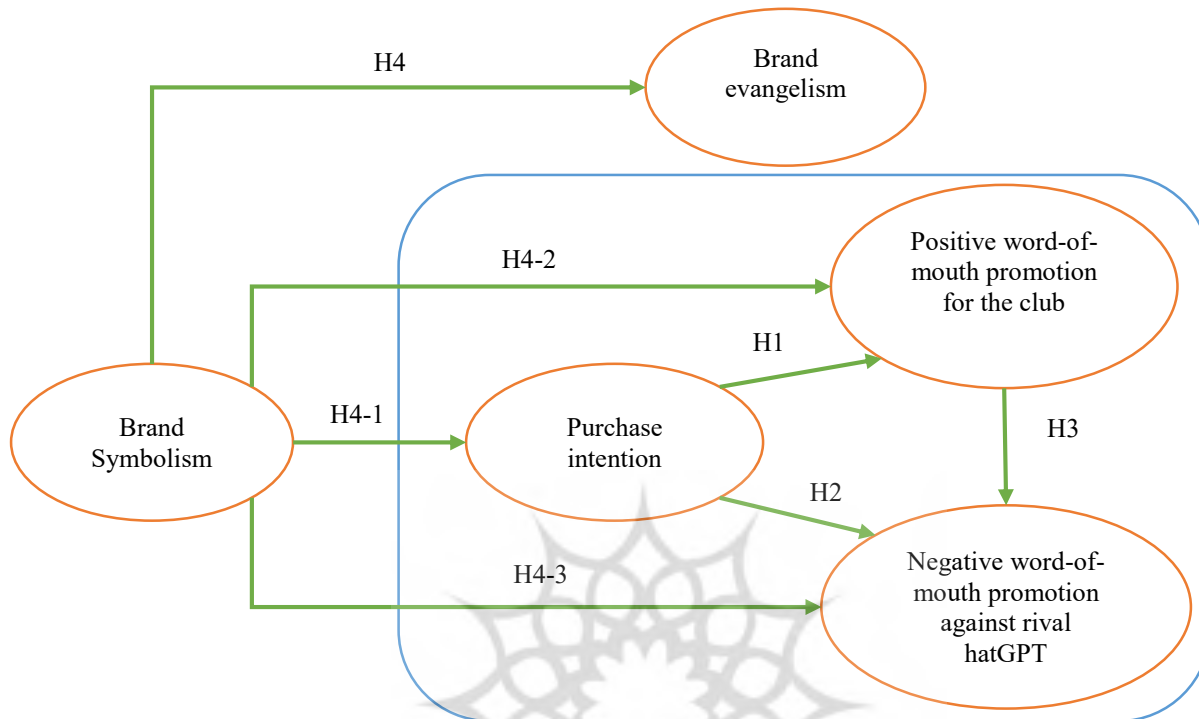 H4
Brand
evangelism
H4-2
Positive word-of-
mouth promotion
for the club
H1
H4-1
Brand
Symbolism
Purchase
intention
H3
H2
H4-3
Negative word-of-
mouth promotion
against rival
hatGPT